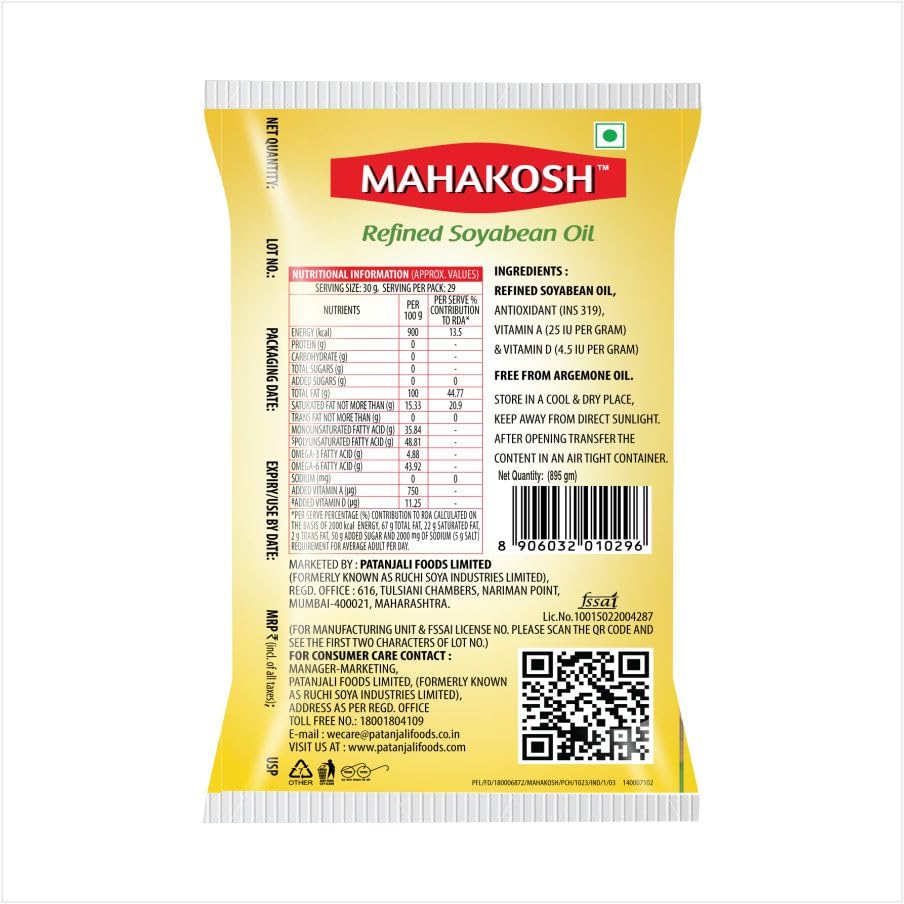 NET QUANTITY:
LOT NO.:
PACKAGING DATE:
EXPIRY/USE BY DATE:
MRP ₹ (incl. of all taxes);
USP
MAHAKOSH™
Refined Soyabean Oil
NUTRITIONAL INFORMATION (APPROX. VALUES)
SERVING SIZE: 30 g, SERVING PER PACK: 29
NUTRIENTS PER 100 g PER SERVE % CONTRIBUTION TO RDA*
ENERGY (kcal) 900 13.5
PROTEIN (g) 0 -
CARBOHYDRATE (g) 0 -
TOTAL SUGARS (g) 0 -
ADDED SUGARS (g) 0 0
TOTAL FAT (g) 100 44.77
SATURATED FAT NOT MORE THAN (g) 15.33 20.9
TRANS FAT NOT MORE THAN (g) 0 0
MONOUNSATURATED FATTY ACID (g) 35.84 -
$POLYUNSATURATED FATTY ACID (g) 48.81 -
OMEGA-3 FATTY ACID (g) 4.88 -
OMEGA-6 FATTY ACID (g) 43.92 -
SODIUM (mg) 0 0
ADDED VITAMIN A (µg) 750 -
#ADDED VITAMIN D (µg) 11.25 -
*PER SERVE PERCENTAGE (%) CONTRIBUTION TO RDA CALCULATED ON
THE BASIS OF 2000 kcal ENERGY, 67 g TOTAL FAT, 22 g SATURATED FAT,
2 g TRANS FAT, 50 g ADDED SUGAR AND 2000 mg OF SODIUM (5 g SALT)
REQUIREMENT FOR AVERAGE ADULT PER DAY.
INGREDIENTS :
REFINED SOYABEAN OIL,
ANTIOXIDANT (INS 319),
VITAMIN A (25 IU PER GRAM)
& VITAMIN D (4.5 IU PER GRAM)
FREE FROM ARGEMONE OIL.
STORE IN A COOL & DRY PLACE,
KEEP AWAY FROM DIRECT SUNLIGHT.
AFTER OPENING TRANSFER THE
CONTENT IN AN AIR TIGHT CONTAINER.
Net Quantity: (895 gm)
8 906032 010296
MARKETED BY : PATANJALI FOODS LIMITED
(FORMERLY KNOWN AS RUCHI SOYA INDUSTRIES LIMITED),
REGD. OFFICE : 616, TULSIANI CHAMBERS, NARIMAN POINT,
MUMBAI-400021, MAHARASHTRA.
fssai
Lic.No.10015022004287
(FOR MANUFACTURING UNIT & FSSAI LICENSE NO. PLEASE SCAN THE QR CODE AND
SEE THE FIRST TWO CHARACTERS OF LOT NO.)
FOR CONSUMER CARE CONTACT :
MANAGER-MARKETING,
PATANJALI FOODS LIMITED, (FORMERLY KNOWN
AS RUCHI SOYA INDUSTRIES LIMITED),
ADDRESS AS PER REGD. OFFICE
TOLL FREE NO.: 18001804109
E-mail : wecare@patanjalifoods.co.in
VISIT US AT : www.patanjalifoods.com
7
OTHER
PFL/FD/180006872/MAHAKOSH/PCH/1023/IND/1/03 140007102